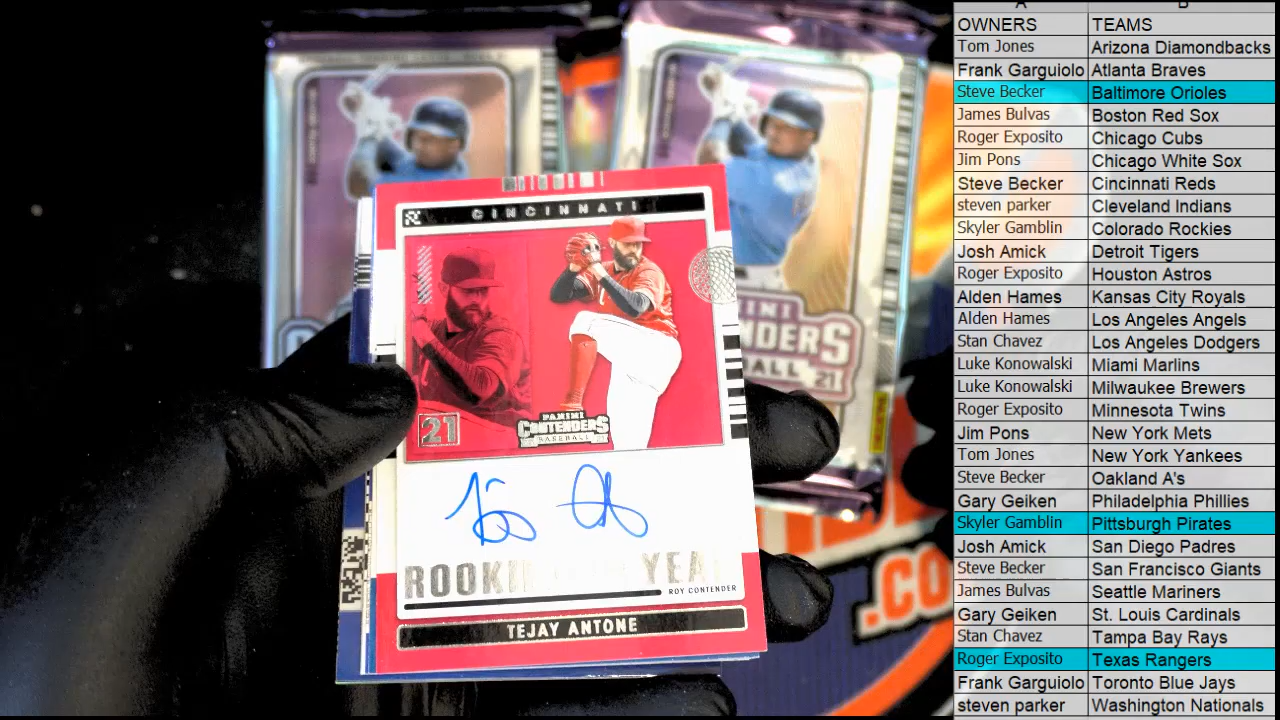 A B
OWNERS TEAMS
Tom Jones Arizona Diamondbacks
Frank Garguiolo Atlanta Braves
Steve Becker Baltimore Orioles
James Bulvas Boston Red Sox
Roger Exposito Chicago Cubs
Jim Pons Chicago White Sox
Steve Becker Cincinnati Reds
steven parker Cleveland Indians
Skyler Gamblin Colorado Rockies
Josh Amick Detroit Tigers
Roger Exposito Houston Astros
Alden Hames Kansas City Royals
Alden Hames Los Angeles Angels
Stan Chavez Los Angeles Dodgers
Luke Konowalski Miami Marlins
Luke Konowalski Milwaukee Brewers
Roger Exposito Minnesota Twins
Jim Pons New York Mets
Tom Jones New York Yankees
Steve Becker Oakland A's
Gary Geiken Philadelphia Phillies
Skyler Gamblin Pittsburgh Pirates
Josh Amick San Diego Padres
Steve Becker San Francisco Giants
James Bulvas Seattle Mariners
Gary Geiken St. Louis Cardinals
Stan Chavez Tampa Bay Rays
Roger Exposito Texas Rangers
Frank Garguiolo Toronto Blue Jays
steven parker Washington Nationals
CINCINNATI
21
PANINI
CONTENDERS
BASEBALL
YEAR
ROY CONTENDER
TEJAY ANTONE
21
.CO